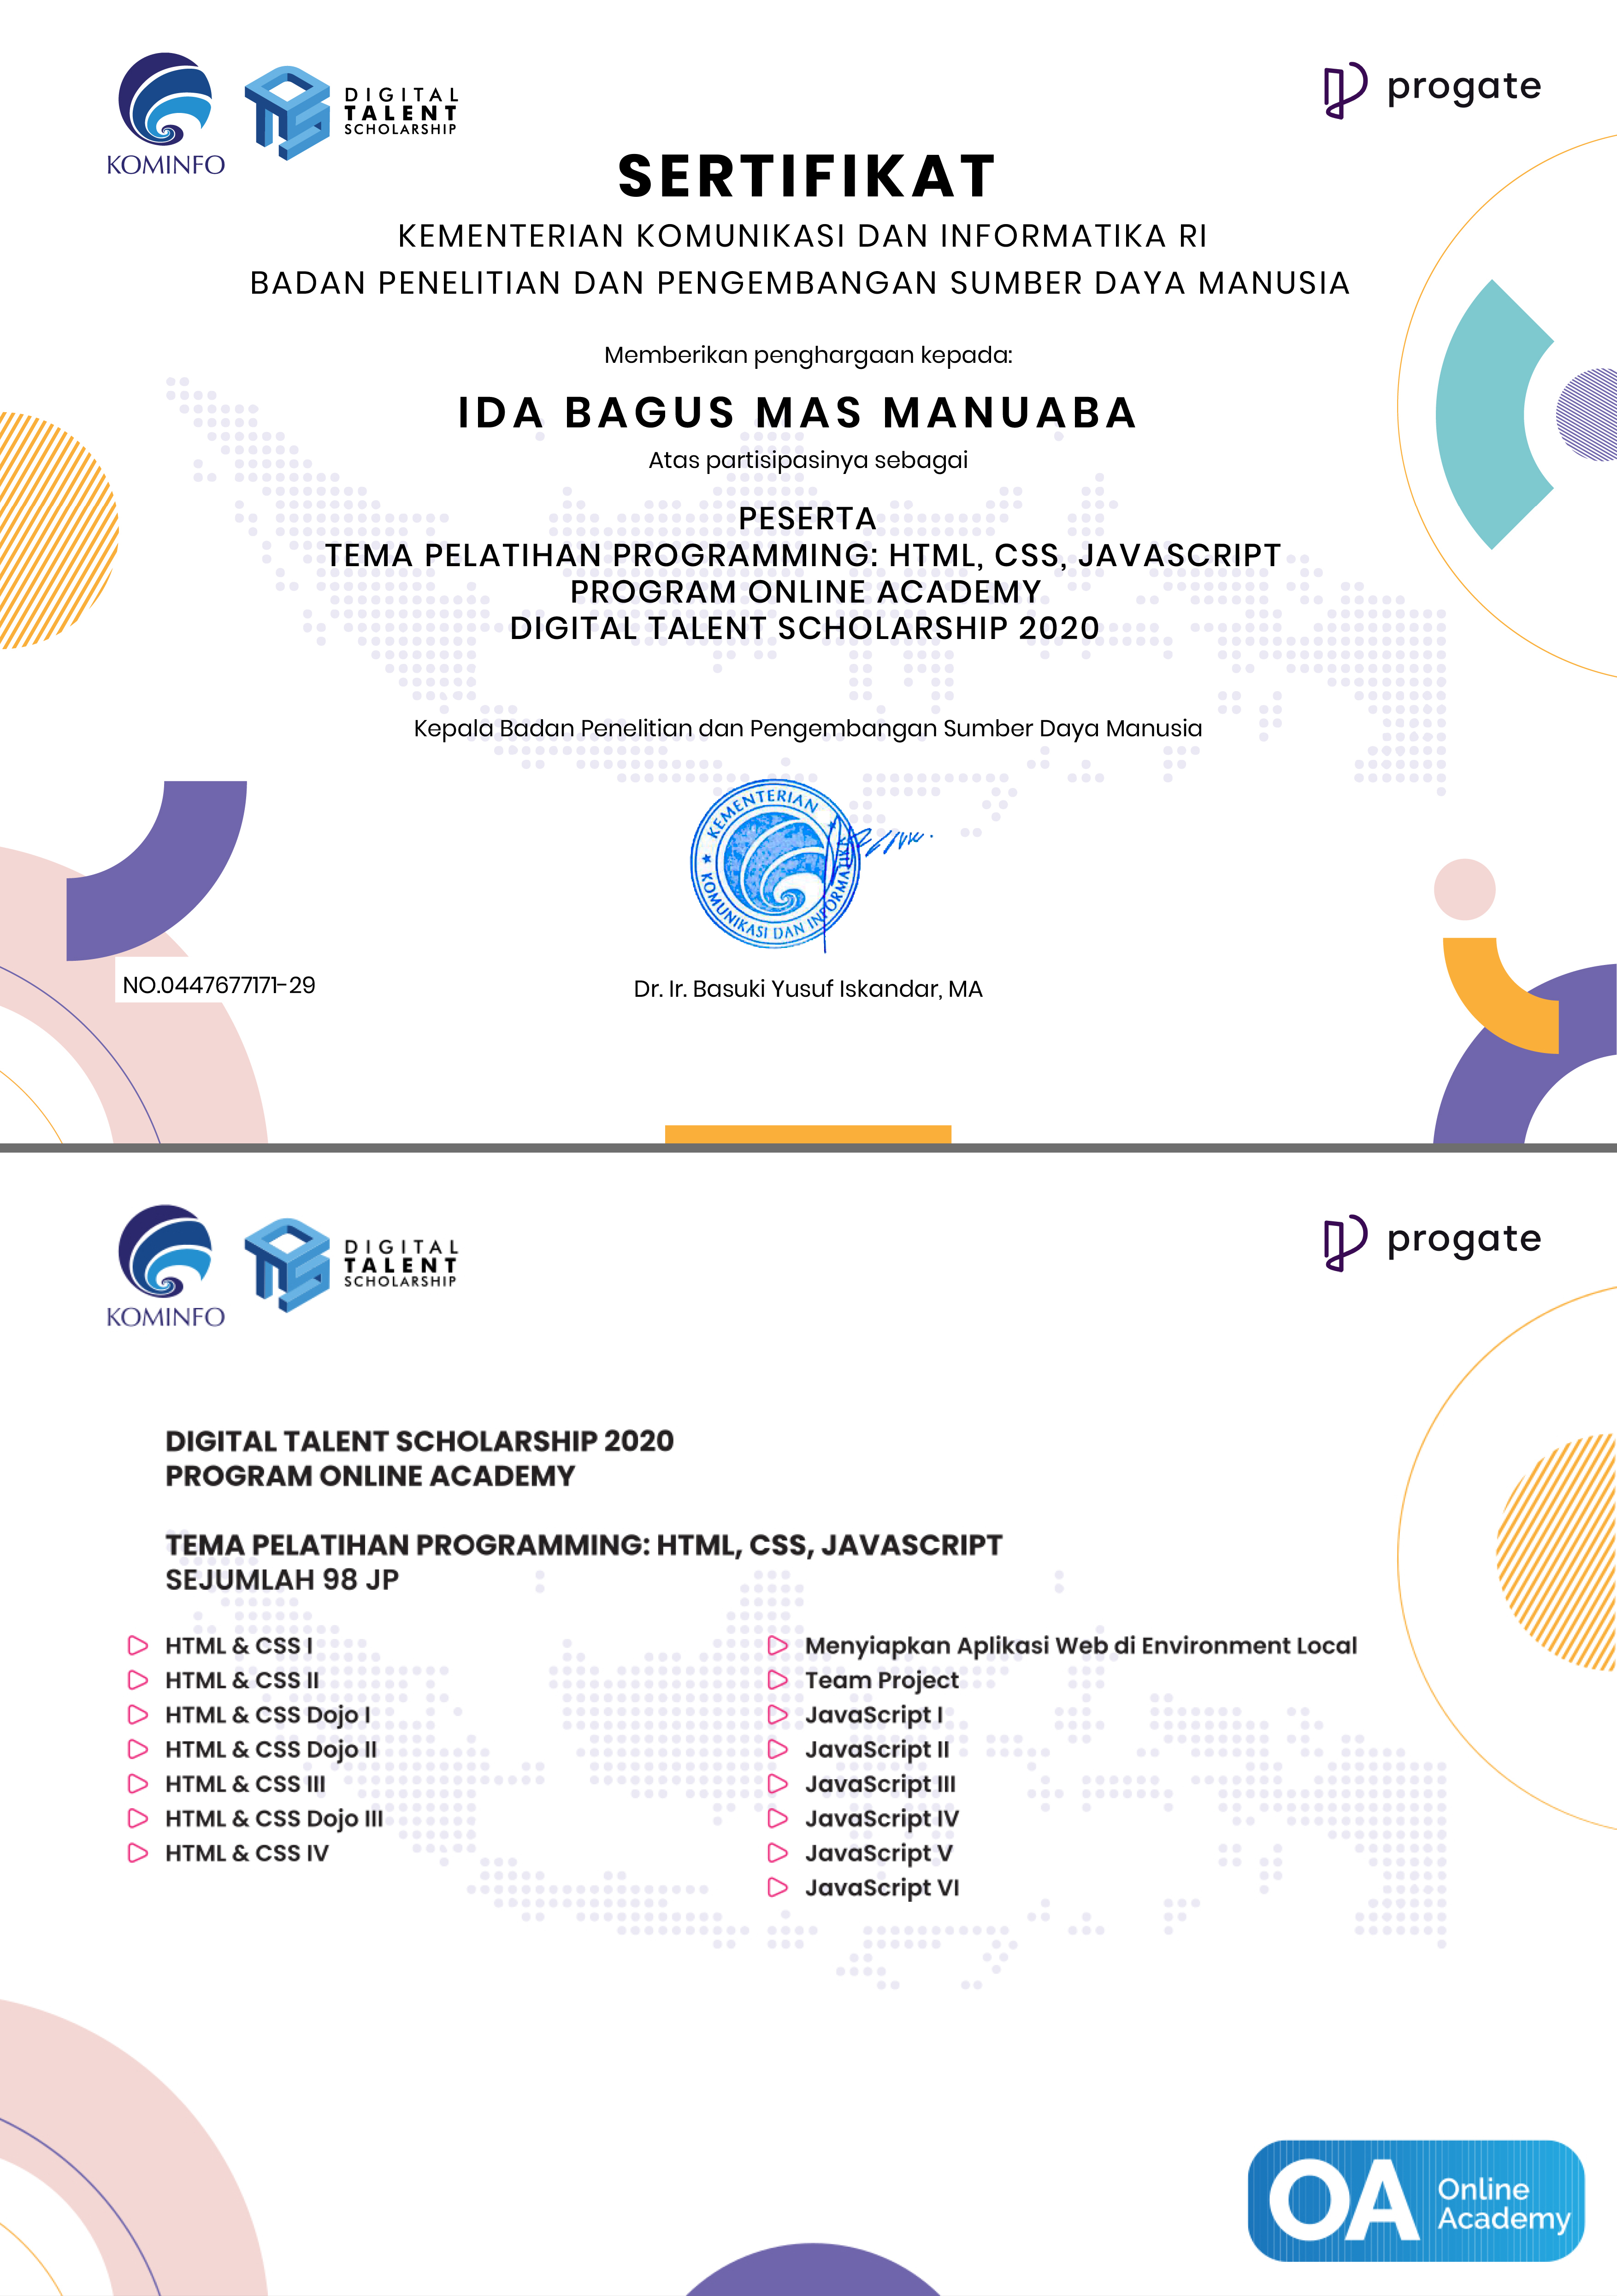 KOMINFO
DIGITAL
TALENT
SCHOLARSHIP
progate
SERTIFIKAT
KEMENTERIAN KOMUNIKASI DAN INFORMATIKA RI
BADAN PENELITIAN DAN PENGEMBANGAN SUMBER DAYA MANUSIA
Memberikan penghargaan kepada:
IDA BAGUS MAS MANUABA
Atas partisipasinya sebagai
PESERTA
TEMA PELATIHAN PROGRAMMING: HTML, CSS, JAVASCRIPT
PROGRAM ONLINE ACADEMY
DIGITAL TALENT SCHOLARSHIP 2020
Kepala Badan Penelitian dan Pengembangan Sumber Daya Manusia
KEMENTERIAN
KOMUNIKASI DAN INFORMATIKA
NO.0447677171-29
Dr. Ir. Basuki Yusuf Iskandar, MA
KOMINFO
DIGITAL
TALENT
SCHOLARSHIP
progate
DIGITAL TALENT SCHOLARSHIP 2020
PROGRAM ONLINE ACADEMY
TEMA PELATIHAN PROGRAMMING: HTML, CSS, JAVASCRIPT
SEJUMLAH 98 JP
HTML & CSS I
HTML & CSS II
HTML & CSS Dojo I
HTML & CSS Dojo II
HTML & CSS III
HTML & CSS Dojo III
HTML & CSS IV
Menyiapkan Aplikasi Web di Environment Local
Team Project
JavaScript I
JavaScript II
JavaScript III
JavaScript IV
JavaScript V
JavaScript VI
OA Online
Academy